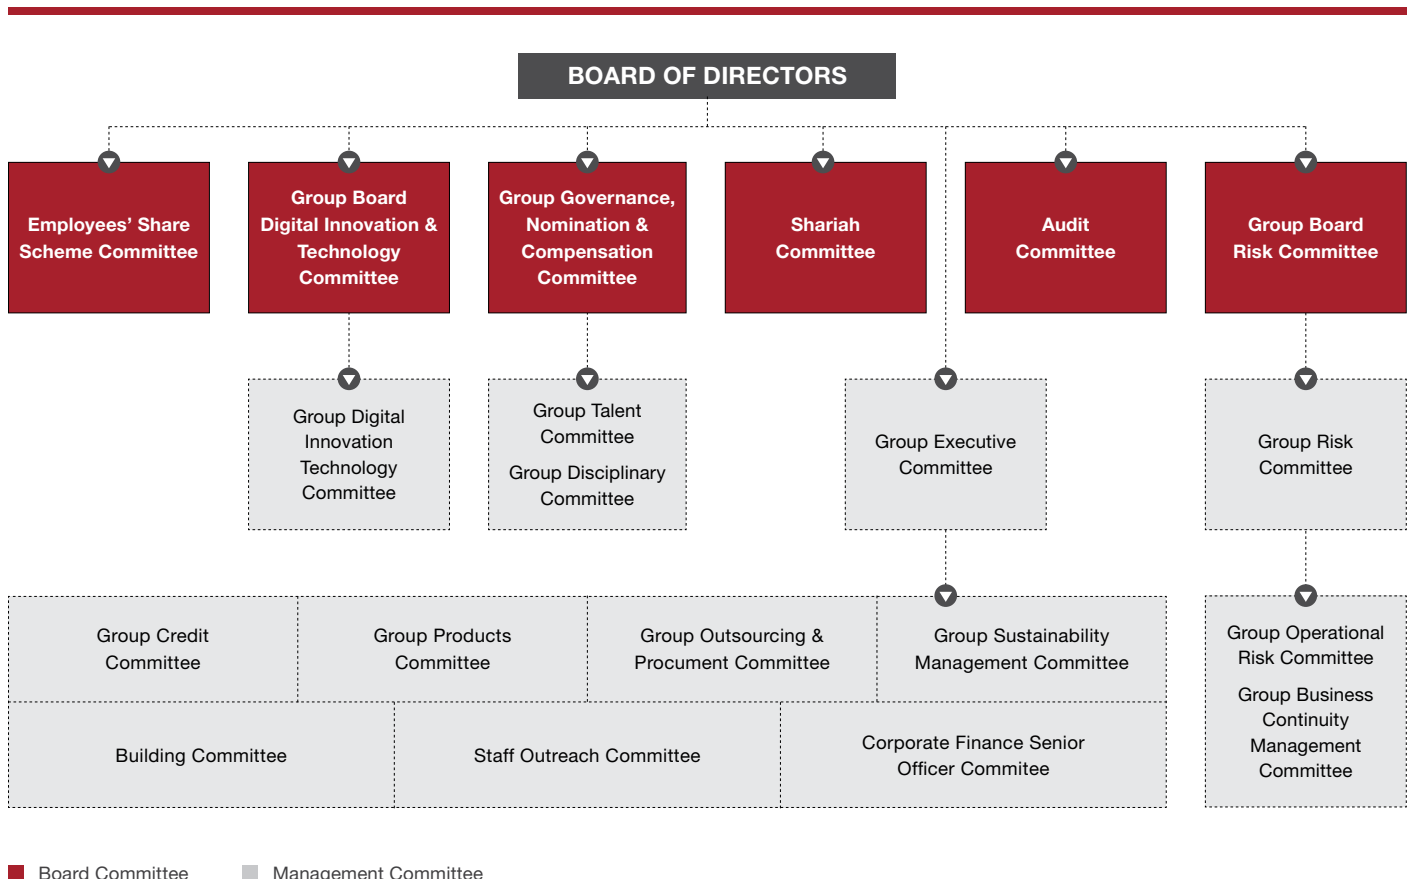 BOARD OF DIRECTORS
Employees’ Share
Scheme Committee
Group Board
Digital Innovation &
Technology
Committee
Group Governance,
Nomination &
Compensation
Committee
Shariah
Committee
Audit
Committee
Group Board
Risk Committee
Group Digital
Innovation
Technology
Committee
Group Talent
Committee
Group Disciplinary
Committee
Group Executive
Committee
Group Risk
Committee
Group Credit
Committee
Group Products
Committee
Group Outsourcing &
Procument Committee
Group Sustainability
Management Committee
Building Committee
Staff Outreach Committee
Corporate Finance Senior
Officer Commitee
Group Operational
Risk Committee
Group Business
Continuity
Management
Committee
Board Committee
Management Committee